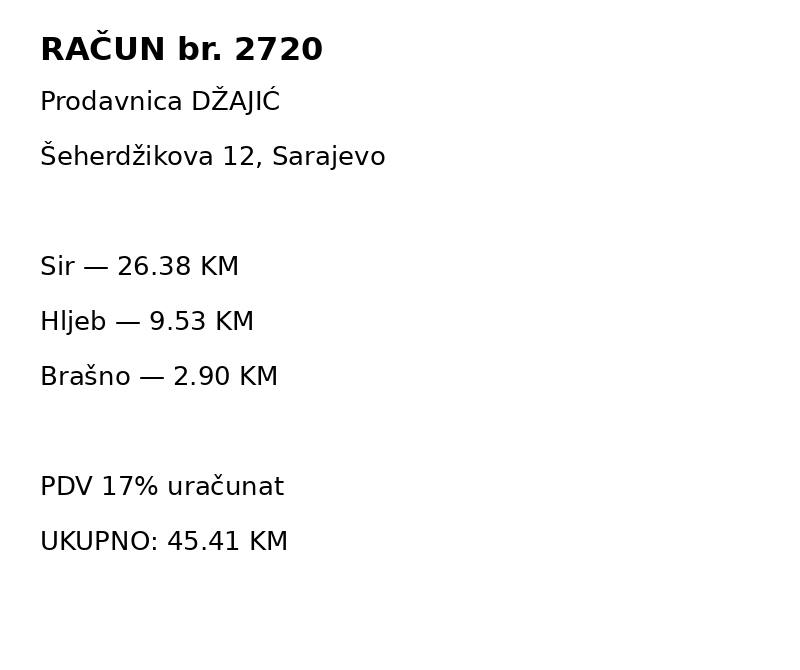 RAČUN br. 2720
Prodavnica DŽAJIĆ
Šeherdžikova 12, Sarajevo
Sir — 26.38 KM
Hljeb — 9.53 KM
Brašno — 2.90 KM
PDV 17% uračunat
UKUPNO: 45.41 KM